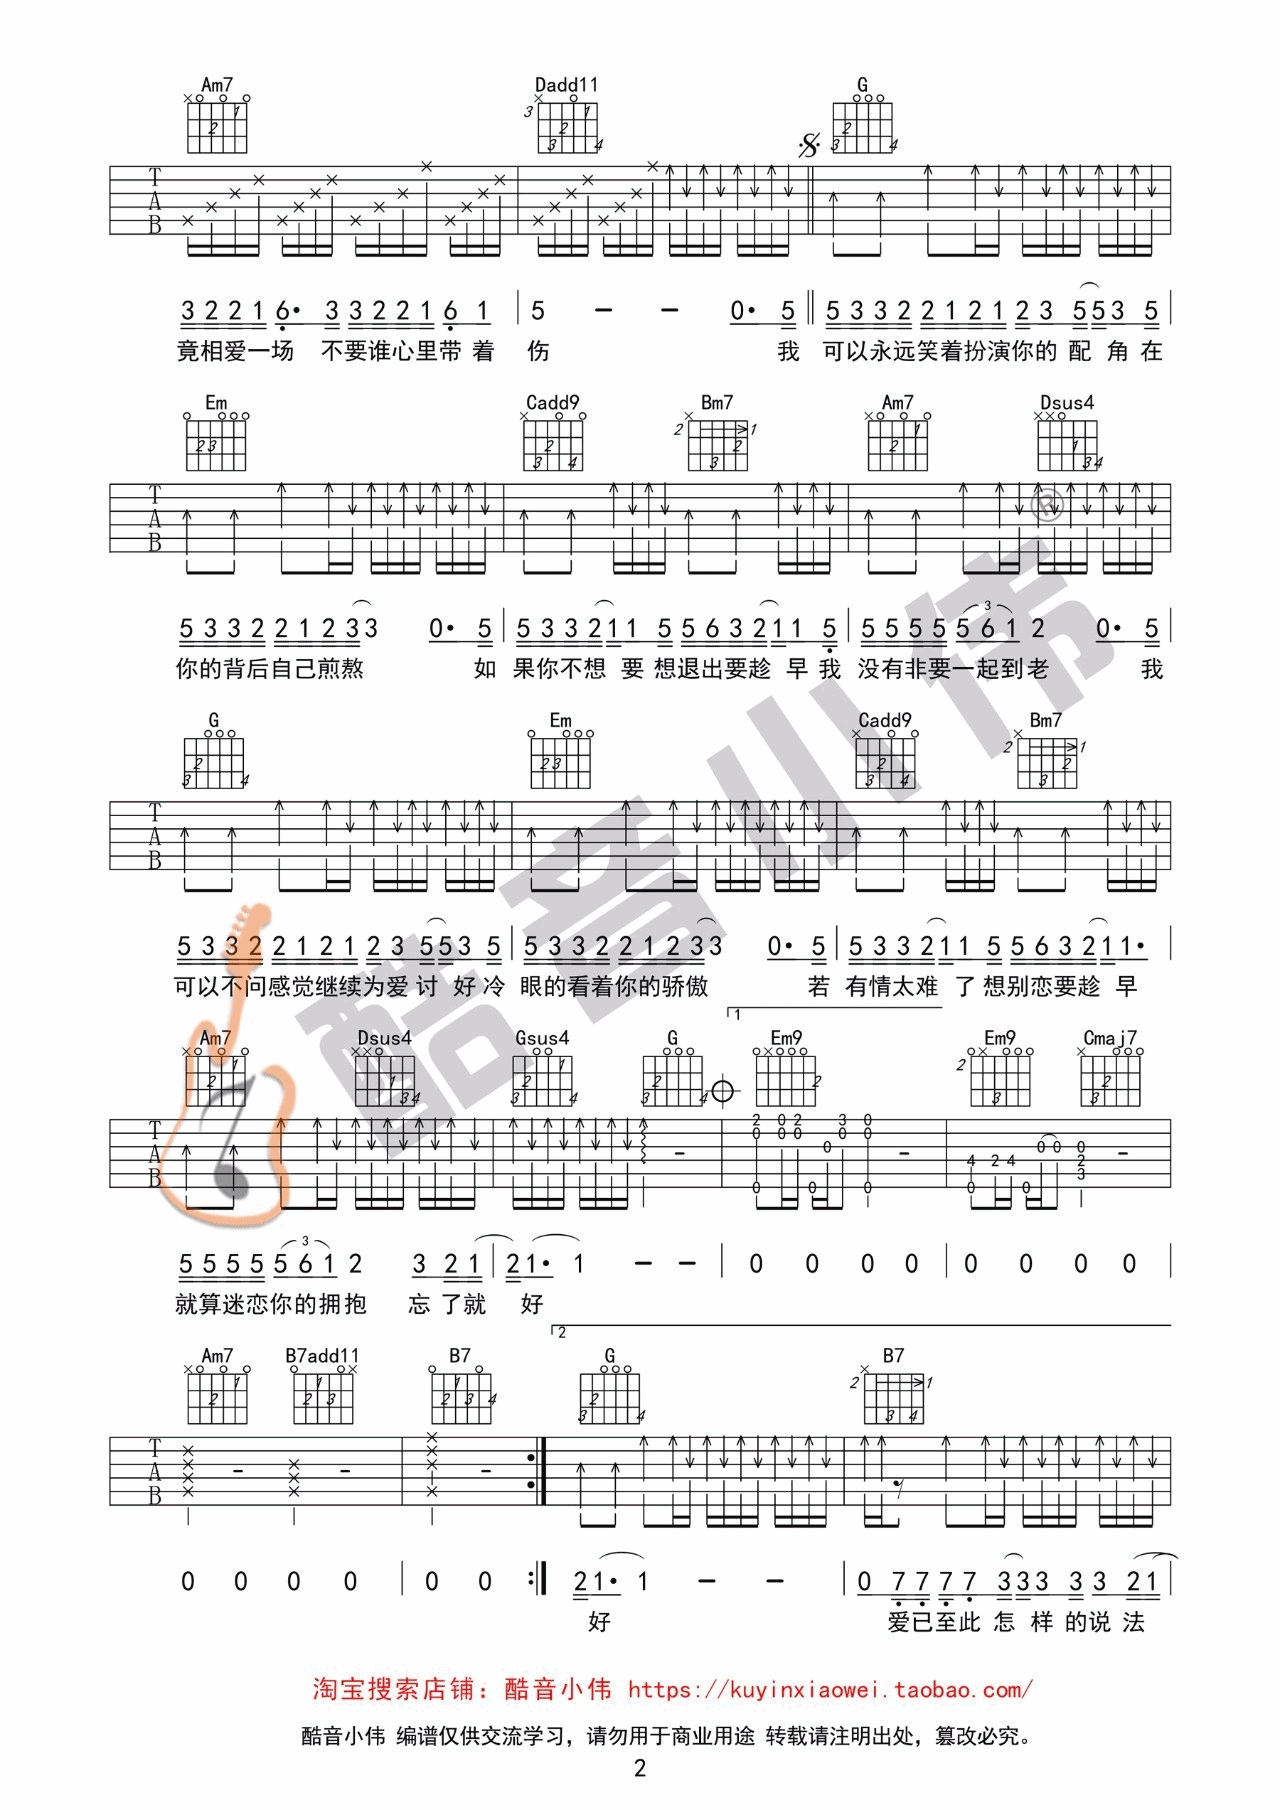 Am7 Dadd11 G
3 2 2 1 6· 3 3 2 2 1 6 1 | 5 - - 0· 5 || 5 3 3 2 2 1 2 1 2 3 5 5 3 5
竟相爱一场 不要谁心里带着 伤 我 可以永远笑着扮演你的配角在
Em Cadd9 Bm7 Am7 Dsus4
5 3 3 2 2 1 2 3 3 0· 5 | 5 3 3 2 1 1 5 5 6 3 2 1 1 5 | 5 5 5 5 5 6 1 2 0· 5
你的背后自己煎熬 如 果你不想 要 想退出要趁 早我 没有非要一起到老 我
G Em Cadd9 Bm7
5 3 3 2 2 1 2 1 2 3 5 5 3 5 | 5 3 3 2 2 1 2 3 3 0· 5 | 5 3 3 2 1 1 5 5 6 3 2 1 1·
可以不问感觉继续为爱讨好冷 眼的看着你的骄傲 若 有情太难 了 想别恋要趁 早
1
Am7 Dsus4 Gsus4 G Em9 Em9 Cmaj7
5 5 5 5 5 6 1 2 3 2 1 | 2 1· 1 - - | 0 0 0 0 | 0 0 0 0 |
就算迷恋你的拥抱 忘了就 好
2
Am7 B7add11 B7 G B7
0 0 0 0 | 0 0 :|| 2 1· 1 - - | 0 7 7 7 7 3 3 3 3 3 2 1 |
好 爱已至此 怎 样 的说 法
淘宝搜索店铺：酷音小伟 https://kuyinxiaowei.taobao.com/
酷音小伟 编谱仅供交流学习，请勿用于商业用途 转载请注明出处，篡改必究。
2
酷音小伟®